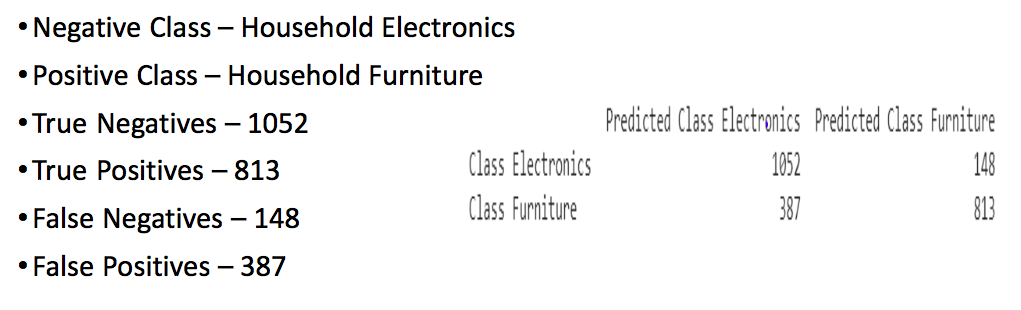 • Negative Class – Household Electronics
• Positive Class – Household Furniture
• True Negatives – 1052
• True Positives – 813
• False Negatives – 148
• False Positives – 387
Predicted Class Electronics Predicted Class Furniture
Class Electronics 1052 148
Class Furniture 387 813